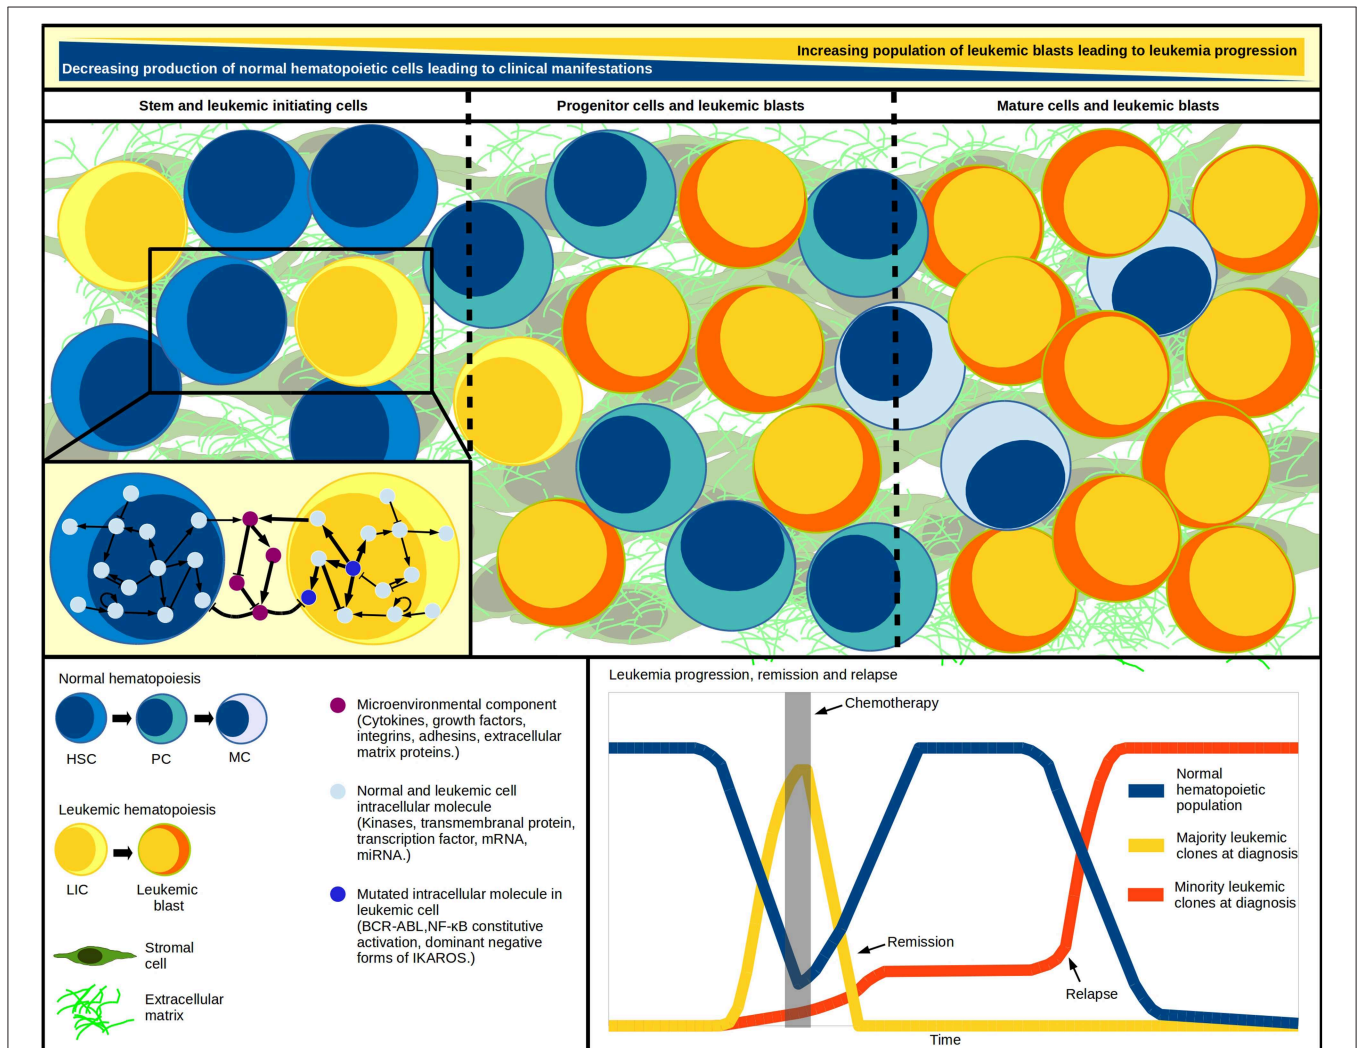 Increasing population of leukemic blasts leading to leukemia progression
Decreasing production of normal hematopoietic cells leading to clinical manifestations
Stem and leukemic initiating cells
Progenitor cells and leukemic blasts
Mature cells and leukemic blasts
Normal hematopoiesis
HSC
PC
MC
Leukemic hematopoiesis
LIC
Leukemic
blast
Stromal
cell
Extracellular
matrix
Microenvironmental component
(Cytokines, growth factors,
integrins, adhesins, extracellular
matrix proteins.)
Normal and leukemic cell
intracellular molecule
(Kinases, transmembranal protein,
transcription factor, mRNA,
miRNA.)
Mutated intracellular molecule in
leukemic cell
(BCR-ABL,NF-κB constitutive
activation, dominant negative
forms of IKAROS.)
Leukemia progression, remission and relapse
Chemotherapy
Normal
hematopoietic
population
Majority leukemic
clones at diagnosis
Minority leukemic
clones at diagnosis
Remission
Relapse
Time